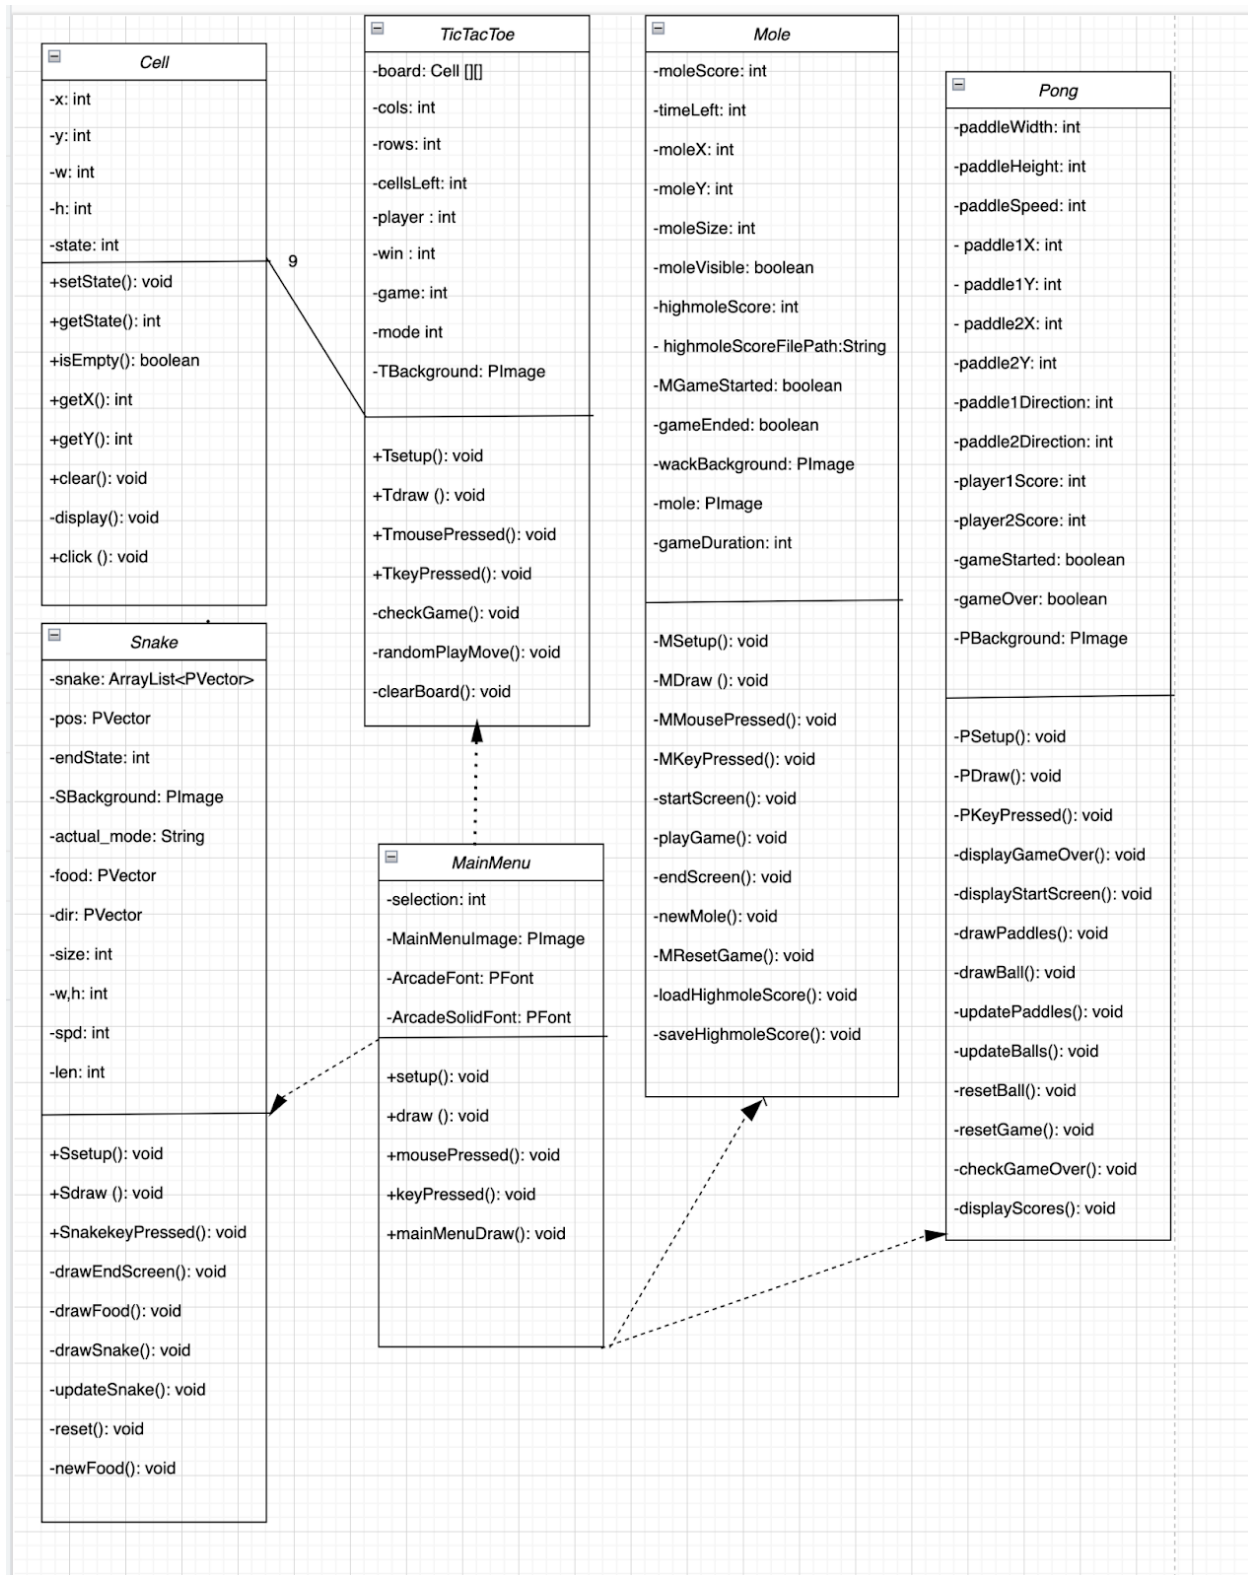 Cell
-x: int
-y: int
-w: int
-h: int
-state: int
+setState(): void
+getState(): int
+isEmpty(): boolean
+getX(): int
+getY(): int
+clear(): void
-display(): void
+click (): void
9
TicTacToe
-board: Cell [][]
-cols: int
-rows: int
-cellsLeft: int
-player : int
-win : int
-game: int
-mode int
-TBackground: PImage
+Tsetup(): void
+Tdraw (): void
+TmousePressed(): void
+TkeyPressed(): void
-checkGame(): void
-randomPlayMove(): void
-clearBoard(): void
Mole
-moleScore: int
-timeLeft: int
-moleX: int
-moleY: int
-moleSize: int
-moleVisible: boolean
-highmoleScore: int
- highmoleScoreFilePath:String
-MGameStarted: boolean
-gameEnded: boolean
-wackBackground: PImage
-mole: PImage
-gameDuration: int
-MSetup(): void
-MDraw (): void
-MMousePressed(): void
-MKeyPressed(): void
-startScreen(): void
-playGame(): void
-endScreen(): void
-newMole(): void
-MResetGame(): void
-loadHighmoleScore(): void
-saveHighmoleScore(): void
Pong
-paddleWidth: int
-paddleHeight: int
-paddleSpeed: int
- paddle1X: int
- paddle1Y: int
- paddle2X: int
-paddle2Y: int
-paddle1Direction: int
-paddle2Direction: int
-player1Score: int
-player2Score: int
-gameStarted: boolean
-gameOver: boolean
-PBackground: PImage
-PSetup(): void
-PDraw(): void
-PKeyPressed(): void
-displayGameOver(): void
-displayStartScreen(): void
-drawPaddles(): void
-drawBall(): void
-updatePaddles(): void
-updateBalls(): void
-resetBall(): void
-resetGame(): void
-checkGameOver(): void
-displayScores(): void
Snake
-snake: ArrayList<PVector>
-pos: PVector
-endState: int
-SBackground: PImage
-actual_mode: String
-food: PVector
-dir: PVector
-size: int
-w,h: int
-spd: int
-len: int
+Ssetup(): void
+Sdraw (): void
+SnakekeyPressed(): void
-drawEndScreen(): void
-drawFood(): void
-drawSnake(): void
-updateSnake(): void
-reset(): void
-newFood(): void
MainMenu
-selection: int
-MainMenuImage: PImage
-ArcadeFont: PFont
-ArcadeSolidFont: PFont
+setup(): void
+draw (): void
+mousePressed(): void
+keyPressed(): void
+mainMenuDraw(): void